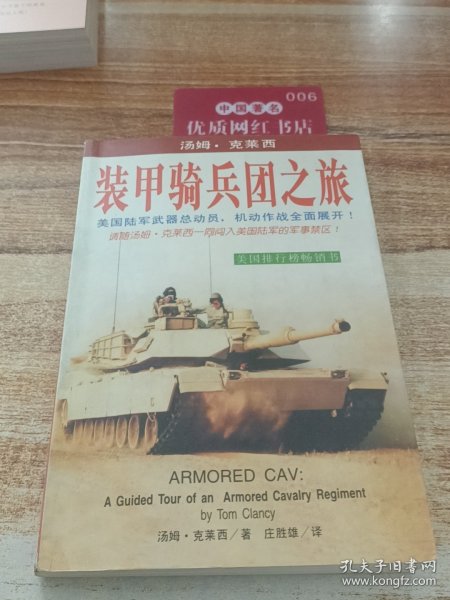 006
中国著名
优质网红书店
汤姆·克莱西
装甲骑兵团之旅
美国陆军武器总动员，机动作战全面展开！
请随汤姆·克莱西一同闯入美国陆军的军事禁区！
美国排行榜畅销书
ARMORED CAV:
A Guided Tour of an Armored Cavalry Regiment
by Tom Clancy
汤姆·克莱西／著 庄胜雄／译
孔夫子旧书网
www.kongfz.com